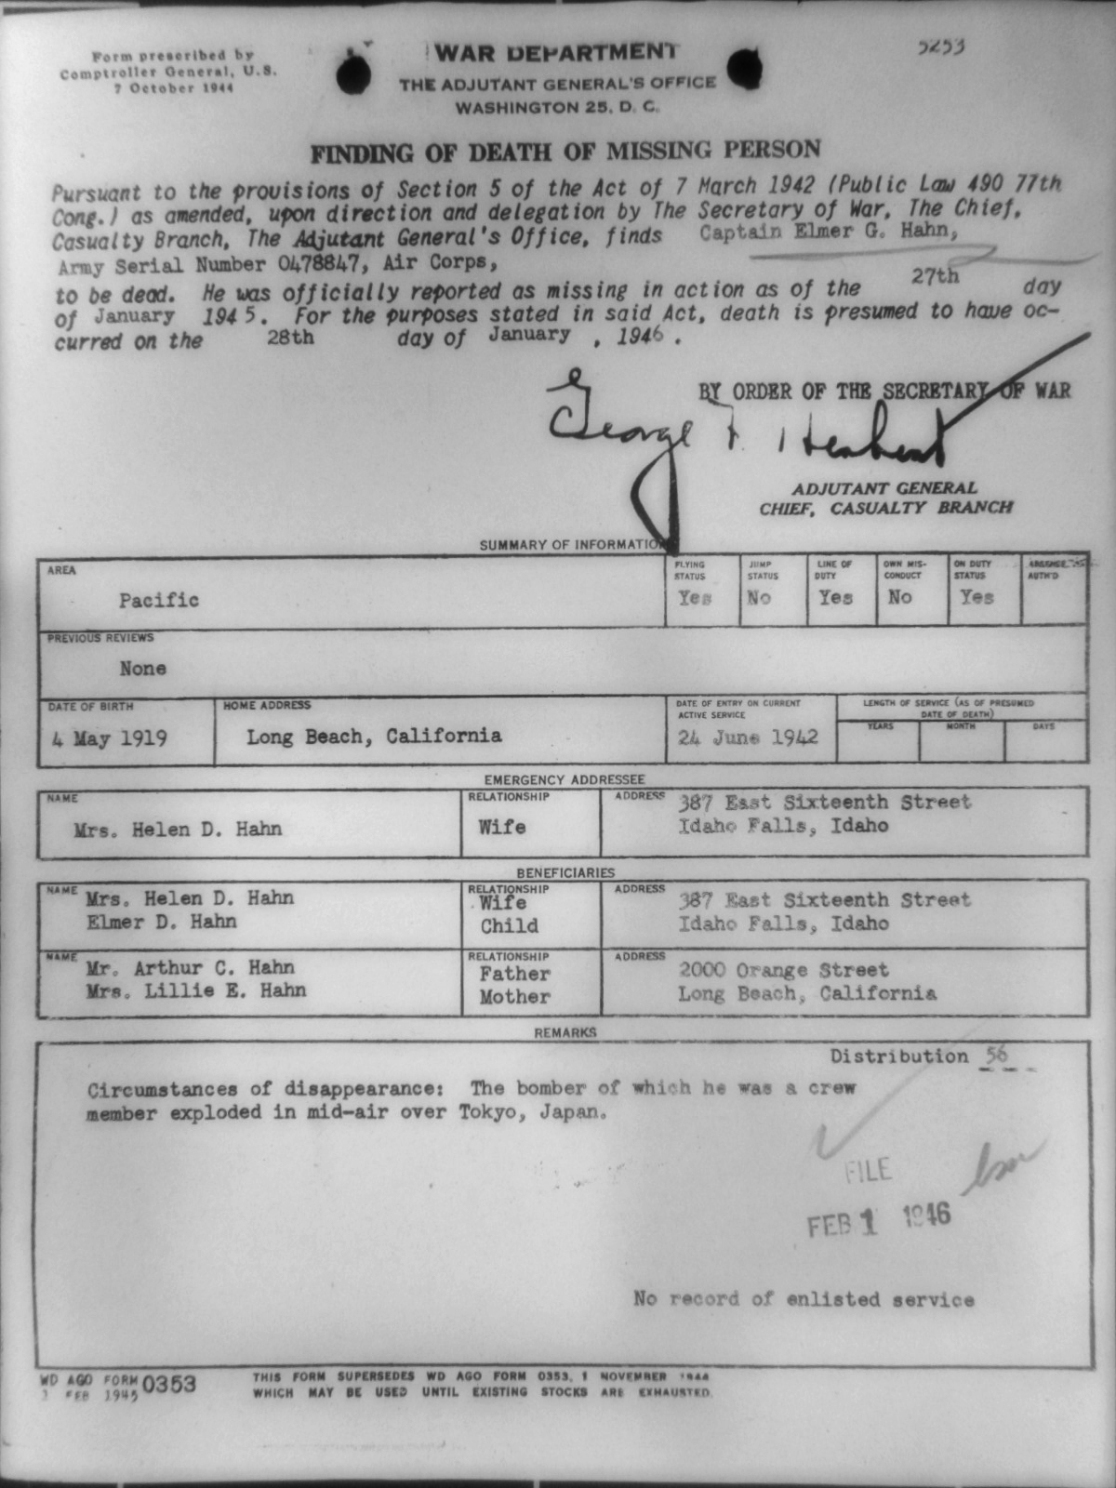 Form prescribed by
Comptroller General, U.S.
7 October 1944
WAR DEPARTMENT
THE ADJUTANT GENERAL'S OFFICE
WASHINGTON 25, D. C.
5253
FINDING OF DEATH OF MISSING PERSON
Pursuant to the provisions of Section 5 of the Act of 7 March 1942 (Public Law 490 77th
Cong.) as amended, upon direction and delegation by The Secretary of War, The Chief,
Casualty Branch, The Adjutant General's Office, finds Captain Elmer G. Hahn,
Army Serial Number O478847, Air Corps,
to be dead. He was officially reported as missing in action as of the 27th day
of January 1945. For the purposes stated in said Act, death is presumed to have oc-
curred on the 28th day of January, 1946.
BY ORDER OF THE SECRETARY OF WAR
George F. Herbert
ADJUTANT GENERAL
CHIEF, CASUALTY BRANCH
SUMMARY OF INFORMATION
AREA
Pacific
FLYING STATUS
Yes
JUMP STATUS
No
LINE OF DUTY
Yes
OWN MIS-CONDUCT
No
ON DUTY STATUS
Yes
ABSENCE AUTH'D
PREVIOUS REVIEWS
None
DATE OF BIRTH
4 May 1919
HOME ADDRESS
Long Beach, California
DATE OF ENTRY ON CURRENT
ACTIVE SERVICE
24 June 1942
LENGTH OF SERVICE (AS OF PRESUMED
DATE OF DEATH)
YEARS MONTH DAYS
EMERGENCY ADDRESSEE
NAME
Mrs. Helen D. Hahn
RELATIONSHIP
Wife
ADDRESS 387 East Sixteenth Street
Idaho Falls, Idaho
BENEFICIARIES
NAME Mrs. Helen D. Hahn
Elmer D. Hahn
RELATIONSHIP
Wife
Child
ADDRESS 387 East Sixteenth Street
Idaho Falls, Idaho
NAME Mr. Arthur C. Hahn
Mrs. Lillie E. Hahn
RELATIONSHIP
Father
Mother
ADDRESS 2000 Orange Street
Long Beach, California
REMARKS
Distribution 56
Circumstances of disappearance: The bomber of which he was a crew
member exploded in mid-air over Tokyo, Japan.
FILE
FEB 1 1946
No record of enlisted service
WD AGO FORM 0353
1 FEB 1945
THIS FORM SUPERSEDES WD AGO FORM 0353, 1 NOVEMBER 1944
WHICH MAY BE USED UNTIL EXISTING STOCKS ARE EXHAUSTED.